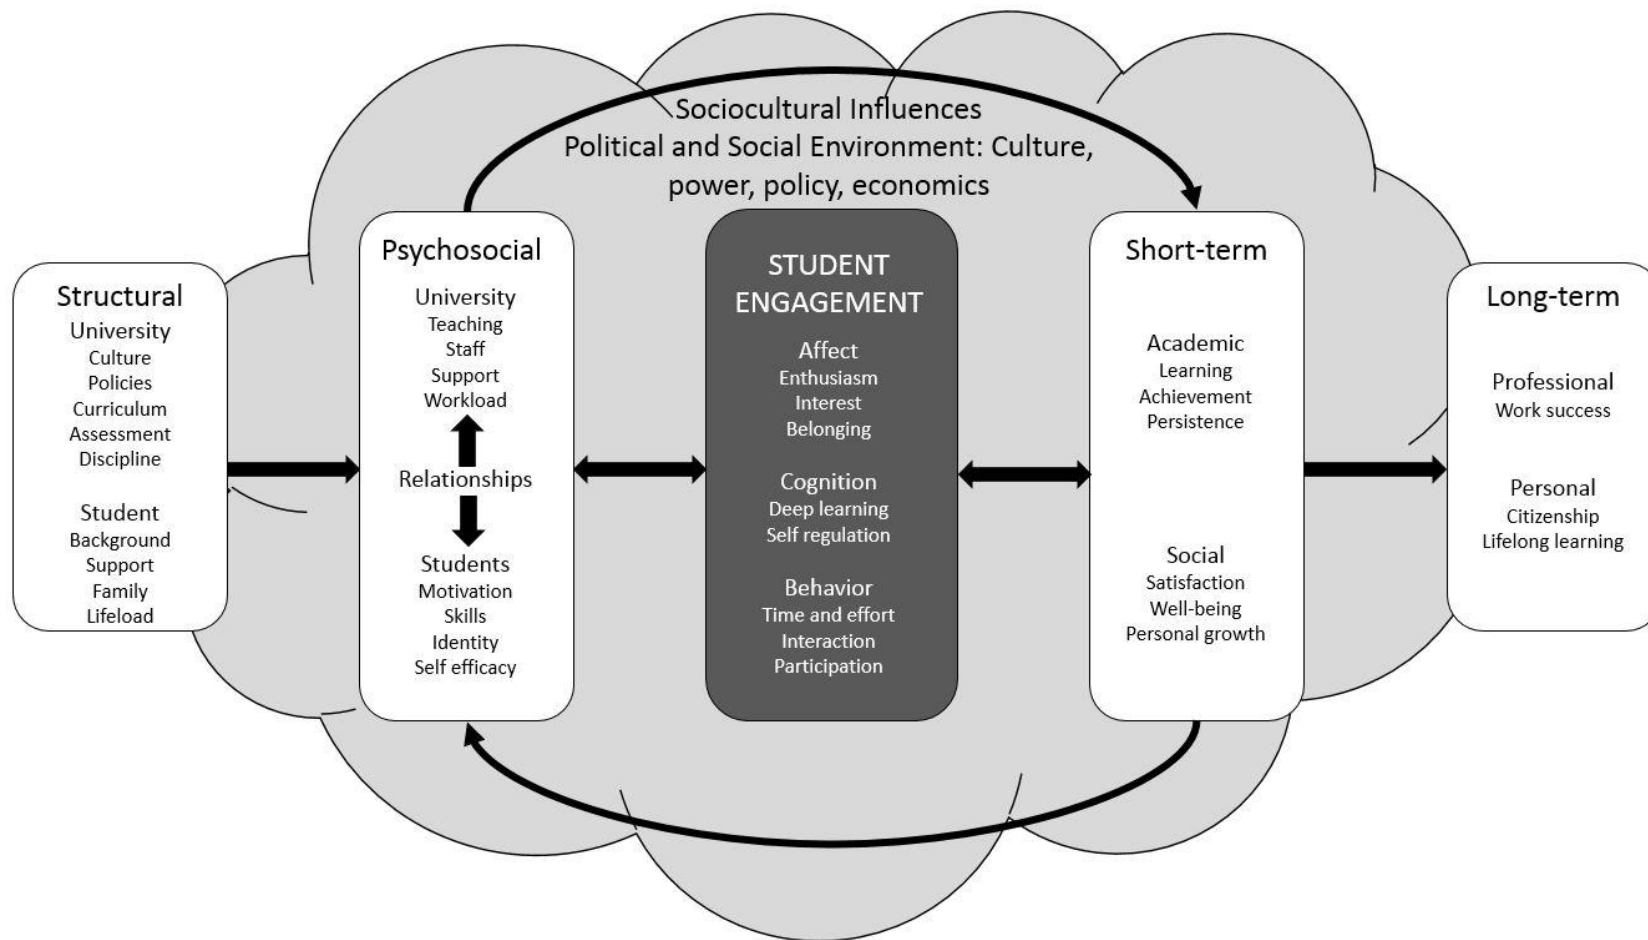 Sociocultural Influences
Political and Social Environment: Culture,
power, policy, economics
Structural
University
Culture
Policies
Curriculum
Assessment
Discipline
Student
Background
Support
Family
Lifeload
Psychosocial
University
Teaching
Staff
Support
Workload
Relationships
Students
Motivation
Skills
Identity
Self efficacy
STUDENT
ENGAGEMENT
Affect
Enthusiasm
Interest
Belonging
Cognition
Deep learning
Self regulation
Behavior
Time and effort
Interaction
Participation
Short-term
Academic
Learning
Achievement
Persistence
Social
Satisfaction
Well-being
Personal growth
Long-term
Professional
Work success
Personal
Citizenship
Lifelong learning